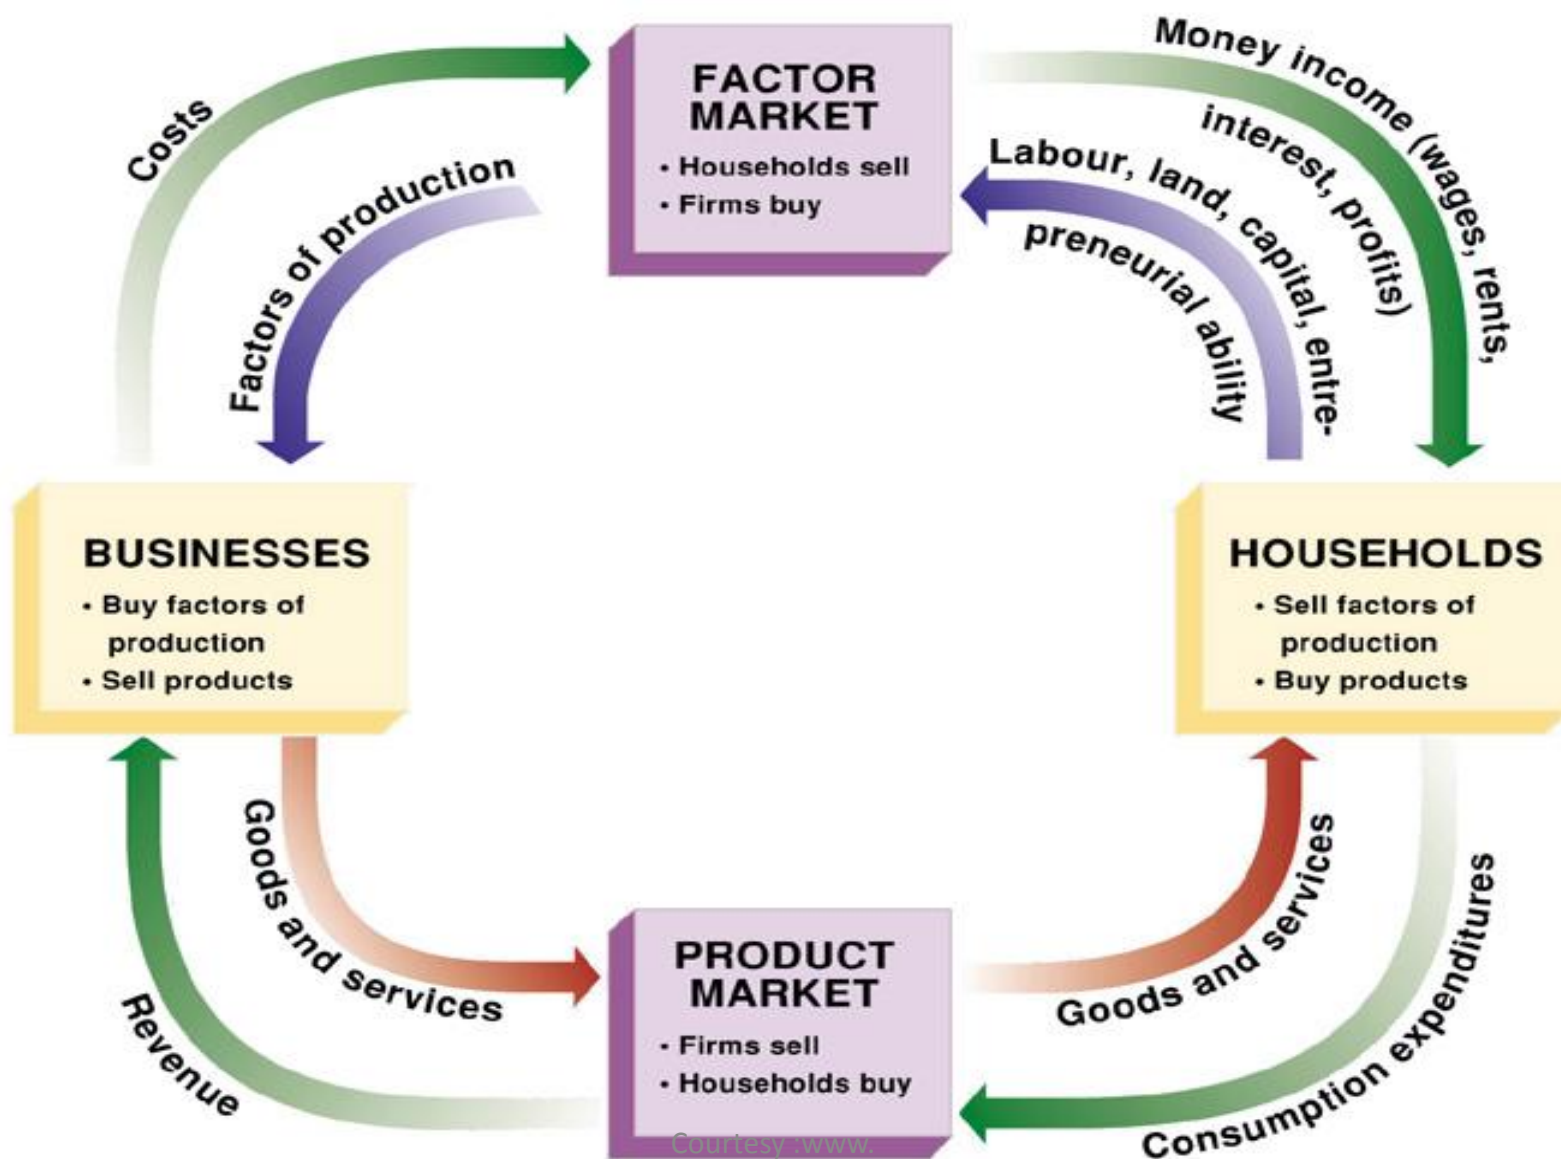 Costs
FACTOR
MARKET
• Households sell
• Firms buy
Money income (wages, rents,
interest, profits)
Labour, land, capital, entre-
preneurial ability
Factors of production
BUSINESSES
• Buy factors of
production
• Sell products
HOUSEHOLDS
• Sell factors of
production
• Buy products
Goods and services
Revenue
PRODUCT
MARKET
• Firms sell
• Households buy
Goods and services
Consumption expenditures
Courtesy :www.